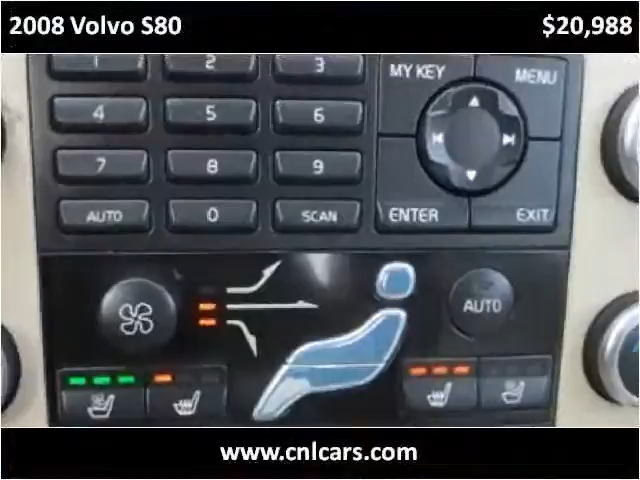 2008 Volvo S80 $20,988
1 2 3
MY KEY MENU
4 5 6
7 8 9
ENTER EXIT
AUTO 0 SCAN
AUTO
www.cnlcars.com